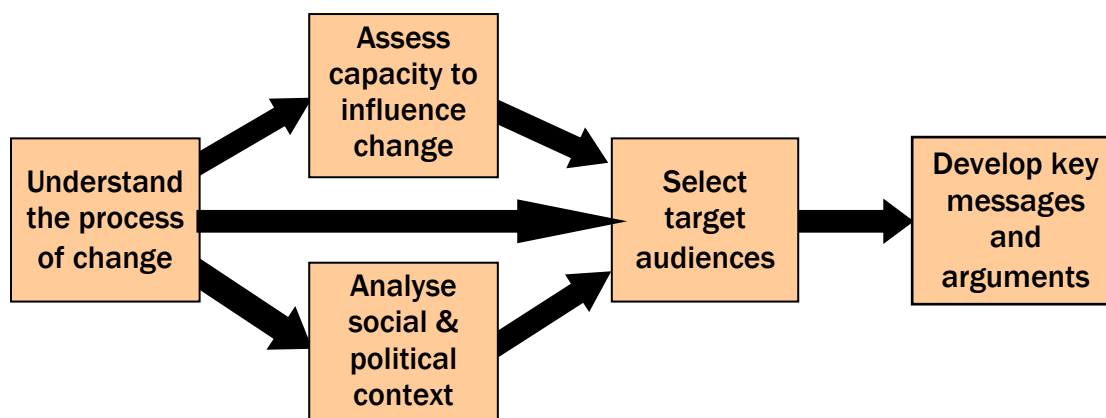 Understand
the process
of change
Assess
capacity to
influence
change
Analyse
social &
political
context
Select
target
audiences
Develop key
messages
and
arguments